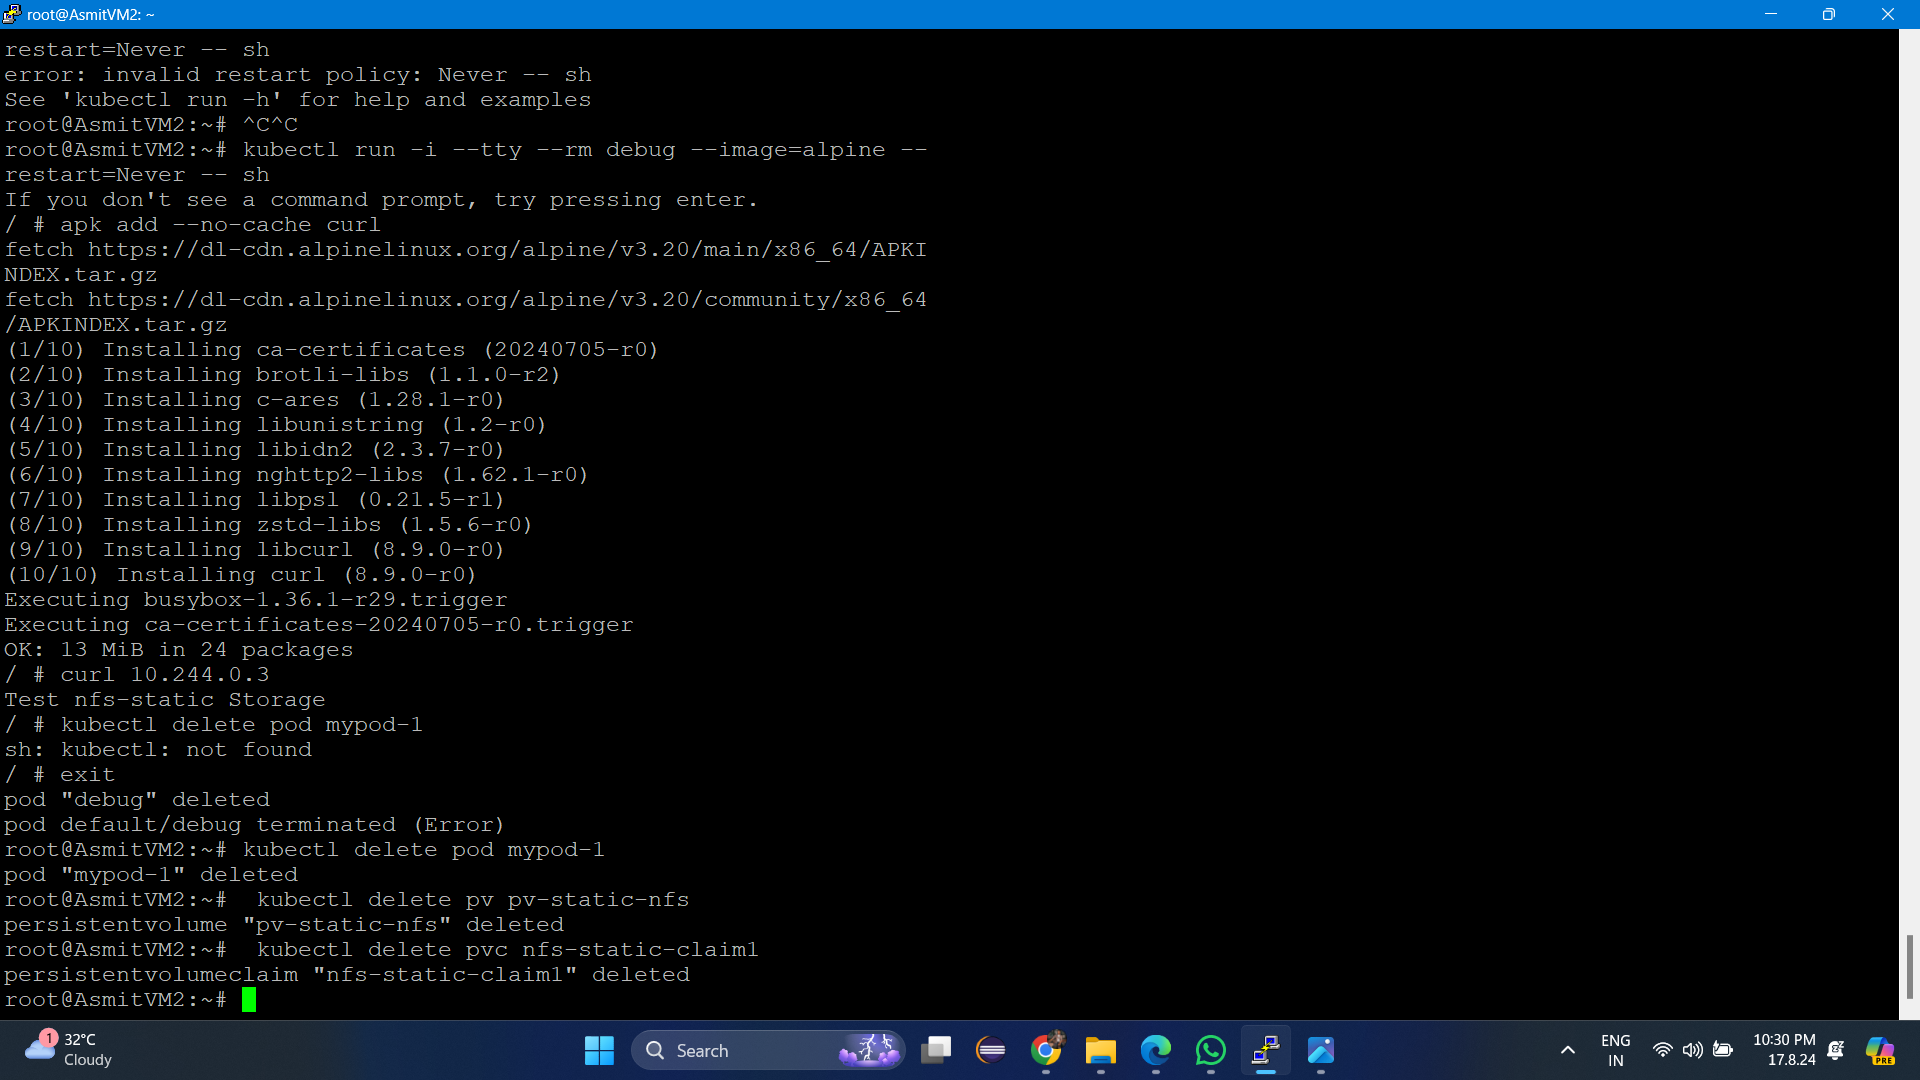 root@AsmitVM2: ~
restart=Never -- sh
error: invalid restart policy: Never -- sh
See 'kubectl run -h' for help and examples
root@AsmitVM2:~# ^C^C
root@AsmitVM2:~# kubectl run -i --tty --rm debug --image=alpine --
restart=Never -- sh
If you don't see a command prompt, try pressing enter.
/ # apk add --no-cache curl
fetch https://dl-cdn.alpinelinux.org/alpine/v3.20/main/x86_64/APKI
NDEX.tar.gz
fetch https://dl-cdn.alpinelinux.org/alpine/v3.20/community/x86_64
/APKINDEX.tar.gz
(1/10) Installing ca-certificates (20240705-r0)
(2/10) Installing brotli-libs (1.1.0-r2)
(3/10) Installing c-ares (1.28.1-r0)
(4/10) Installing libunistring (1.2-r0)
(5/10) Installing libidn2 (2.3.7-r0)
(6/10) Installing nghttp2-libs (1.62.1-r0)
(7/10) Installing libpsl (0.21.5-r1)
(8/10) Installing zstd-libs (1.5.6-r0)
(9/10) Installing libcurl (8.9.0-r0)
(10/10) Installing curl (8.9.0-r0)
Executing busybox-1.36.1-r29.trigger
Executing ca-certificates-20240705-r0.trigger
OK: 13 MiB in 24 packages
/ # curl 10.244.0.3
Test nfs-static Storage
/ # kubectl delete pod mypod-1
sh: kubectl: not found
/ # exit
pod "debug" deleted
pod default/debug terminated (Error)
root@AsmitVM2:~# kubectl delete pod mypod-1
pod "mypod-1" deleted
root@AsmitVM2:~#  kubectl delete pv pv-static-nfs
persistentvolume "pv-static-nfs" deleted
root@AsmitVM2:~#  kubectl delete pvc nfs-static-claim1
persistentvolumeclaim "nfs-static-claim1" deleted
root@AsmitVM2:~#
1
32°C
Cloudy
Search
ENG
IN
10:30 PM
17.8.24
PRE